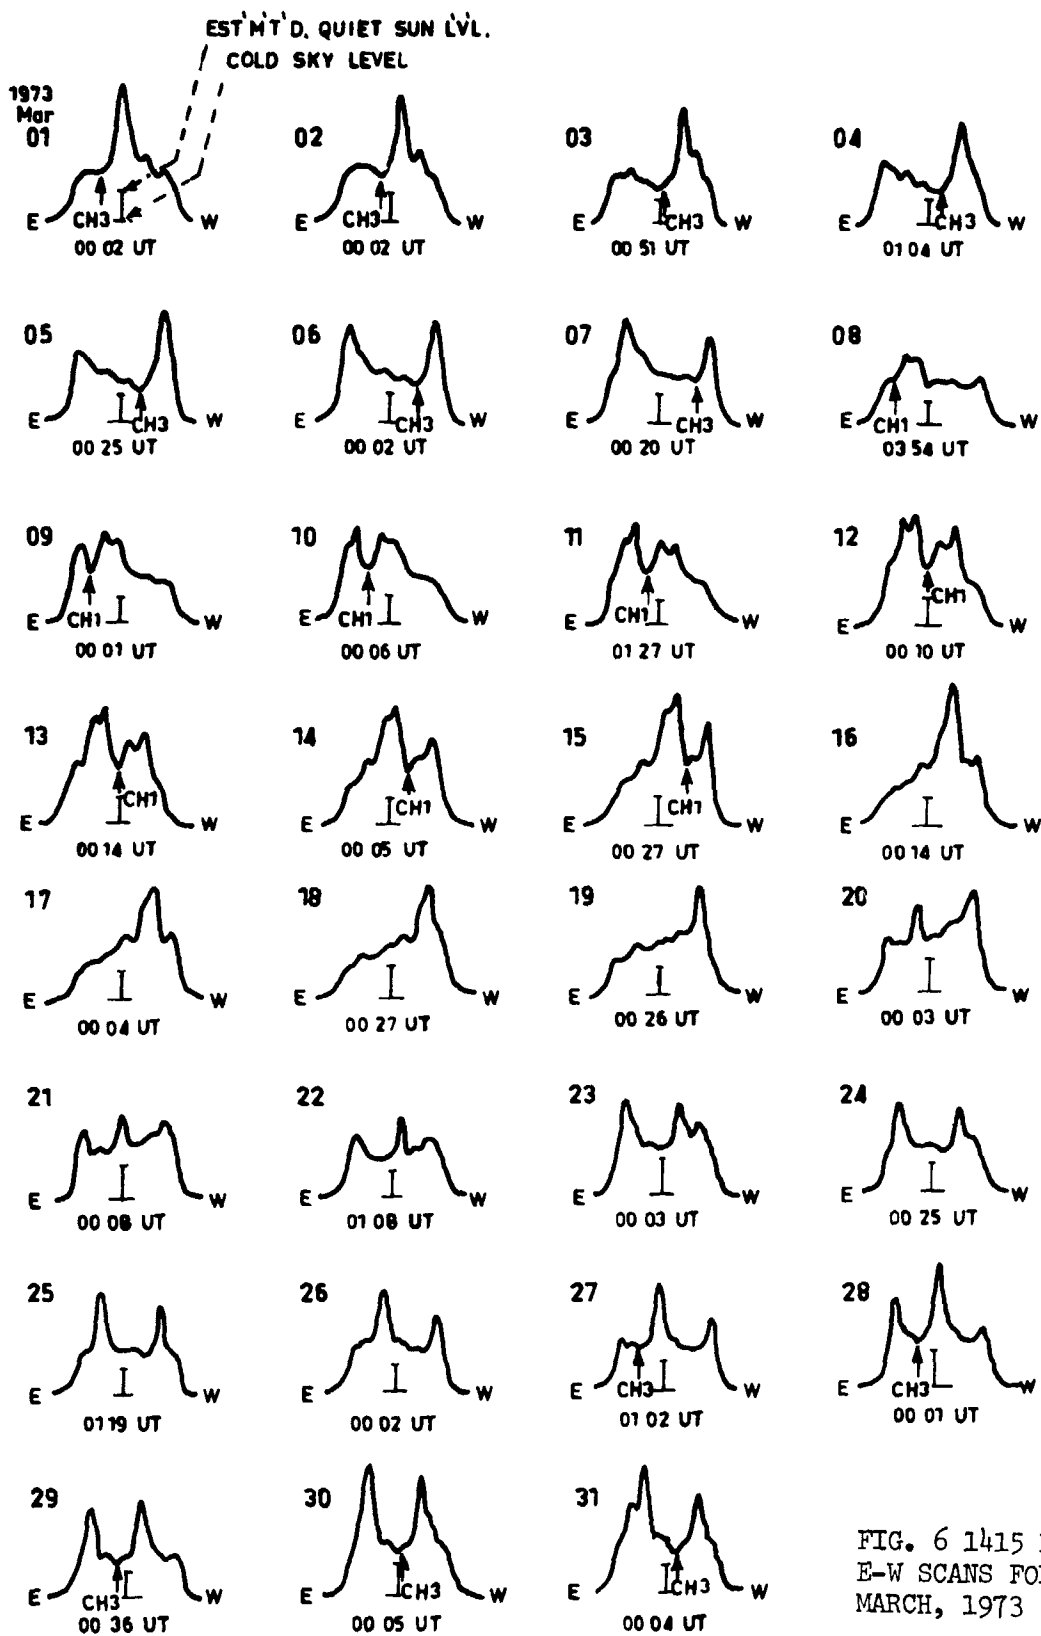 EST'M'T'D. QUIET SUN L'V'L.
COLD SKY LEVEL
1973
Mar
01 02 03 04
E CH3 W E CH3 W E CH3 W E CH3 W
00 02 UT 00 02 UT 00 51 UT 01 04 UT
05 06 07 08
E CH3 W E CH3 W E CH3 W E CH1 W
00 25 UT 00 02 UT 00 20 UT 03 54 UT
09 10 11 12
E CH1 W E CH1 W E CH1 W E CH1 W
00 01 UT 00 06 UT 01 27 UT 00 10 UT
13 14 15 16
E CH1 W E CH1 W E CH1 W E W
00 14 UT 00 05 UT 00 27 UT 00 14 UT
17 18 19 20
E W E W E W E W
00 04 UT 00 27 UT 00 26 UT 00 03 UT
21 22 23 24
E W E W E W E W
00 08 UT 01 08 UT 00 03 UT 00 25 UT
25 26 27 28
E W E W E CH3 W E CH3 W
01 19 UT 00 02 UT 01 02 UT 00 01 UT
29 30 31
E CH3 W E CH3 W E CH3 W
00 36 UT 00 05 UT 00 04 UT
FIG. 6 1415
E-W SCANS
MARCH, 1973